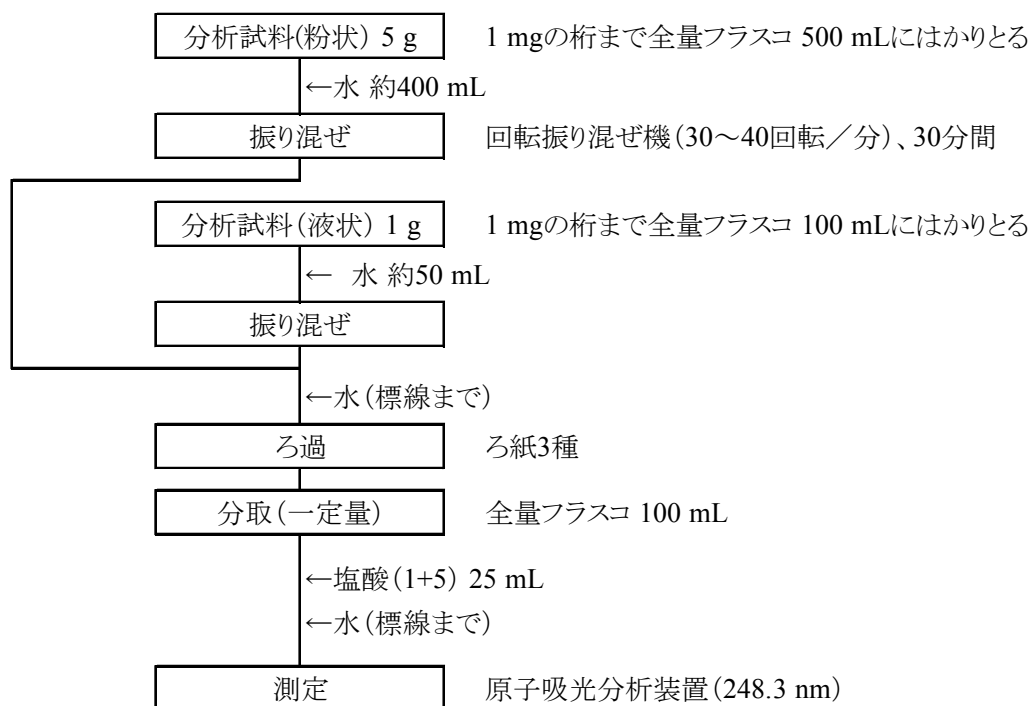 分析試料(粉状) 5 g 1 mgの桁まで全量フラスコ 500 mLにはかりとる
←水 約400 mL
振り混ぜ 回転振り混ぜ機(30～40回転／分)、30分間
分析試料(液状) 1 g 1 mgの桁まで全量フラスコ 100 mLにはかりとる
← 水 約50 mL
振り混ぜ
←水(標線まで)
ろ過 ろ紙3種
分取(一定量) 全量フラスコ 100 mL
←塩酸(1+5) 25 mL
←水(標線まで)
測定 原子吸光分析装置(248.3 nm)